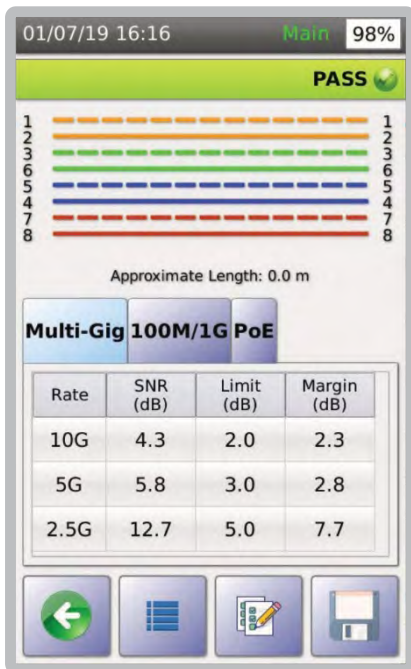 01/07/19 16:16 Main 98%
PASS
1 1
2 2
3 3
6 6
5 5
4 4
7 7
8 8
Approximate Length: 0.0 m
Multi-Gig 100M/1G PoE
Rate SNR (dB) Limit (dB) Margin (dB)
10G 4.3 2.0 2.3
5G 5.8 3.0 2.8
2.5G 12.7 5.0 7.7